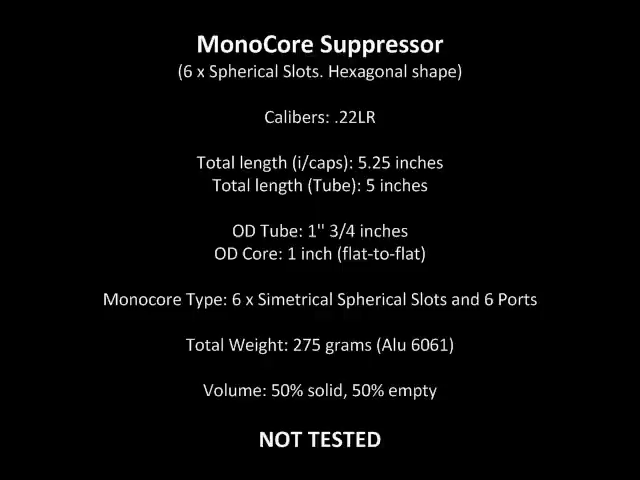 MonoCore Suppressor
(6 x Spherical Slots. Hexagonal shape)
Calibers: .22LR
Total length (i/caps): 5.25 inches
Total length (Tube): 5 inches
OD Tube: 1'' 3/4 inches
OD Core: 1 inch (flat-to-flat)
Monocore Type: 6 x Simetrical Spherical Slots and 6 Ports
Total Weight: 275 grams (Alu 6061)
Volume: 50% solid, 50% empty
NOT TESTED